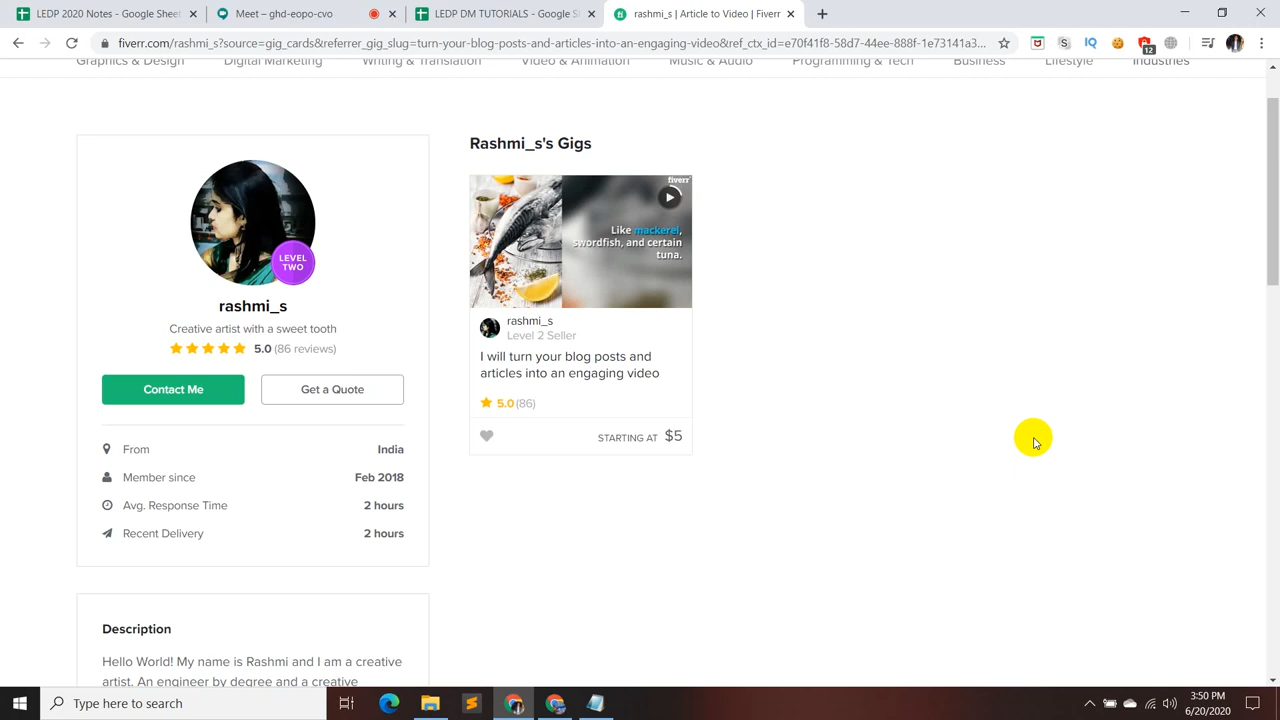 LEDP 2020 Notes - Google Sheet
Meet – ghd-eopo-cvo
LEDP DM TUTORIALS - Google S
rashmi_s | Article to Video | Fiverr
fiverr.com/rashmi_s?source=gig_cards&referrer_gig_slug=turn-your-blog-posts-and-articles-into-an-engaging-video&ref_ctx_id=e70f41f8-58d7-44ee-888f-1e73141a3...
12
Graphics & Design
Digital Marketing
Writing & Translation
Video & Animation
Music & Audio
Programming & Tech
Business
Lifestyle
Industries
LEVEL
TWO
rashmi_s
Creative artist with a sweet tooth
5.0 (86 reviews)
Contact Me
Get a Quote
From India
Member since Feb 2018
Avg. Response Time 2 hours
Recent Delivery 2 hours
Description
Hello World! My name is Rashmi and I am a creative
artist. An engineer by degree and a creative
Rashmi_s's Gigs
fiverr
Like mackerel,
swordfish, and certain
tuna.
rashmi_s
Level 2 Seller
I will turn your blog posts and
articles into an engaging video
5.0 (86)
STARTING AT $5
Type here to search
3:50 PM
6/20/2020